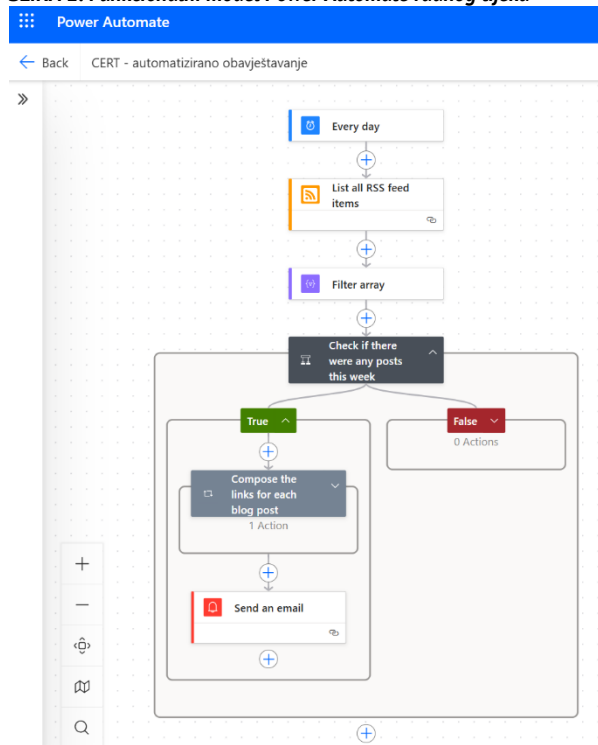 Power Automate
Back CERT - automatizirano obavještavanje
Every day
List all RSS feed
items
Filter array
Check if there
were any posts
this week
True
False
0 Actions
Compose the
links for each
blog post
1 Action
Send an email